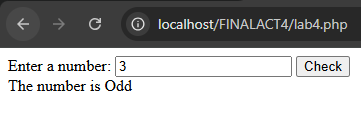 localhost/FINALACT4/lab4.php
Enter a number: 3 Check
The number is Odd